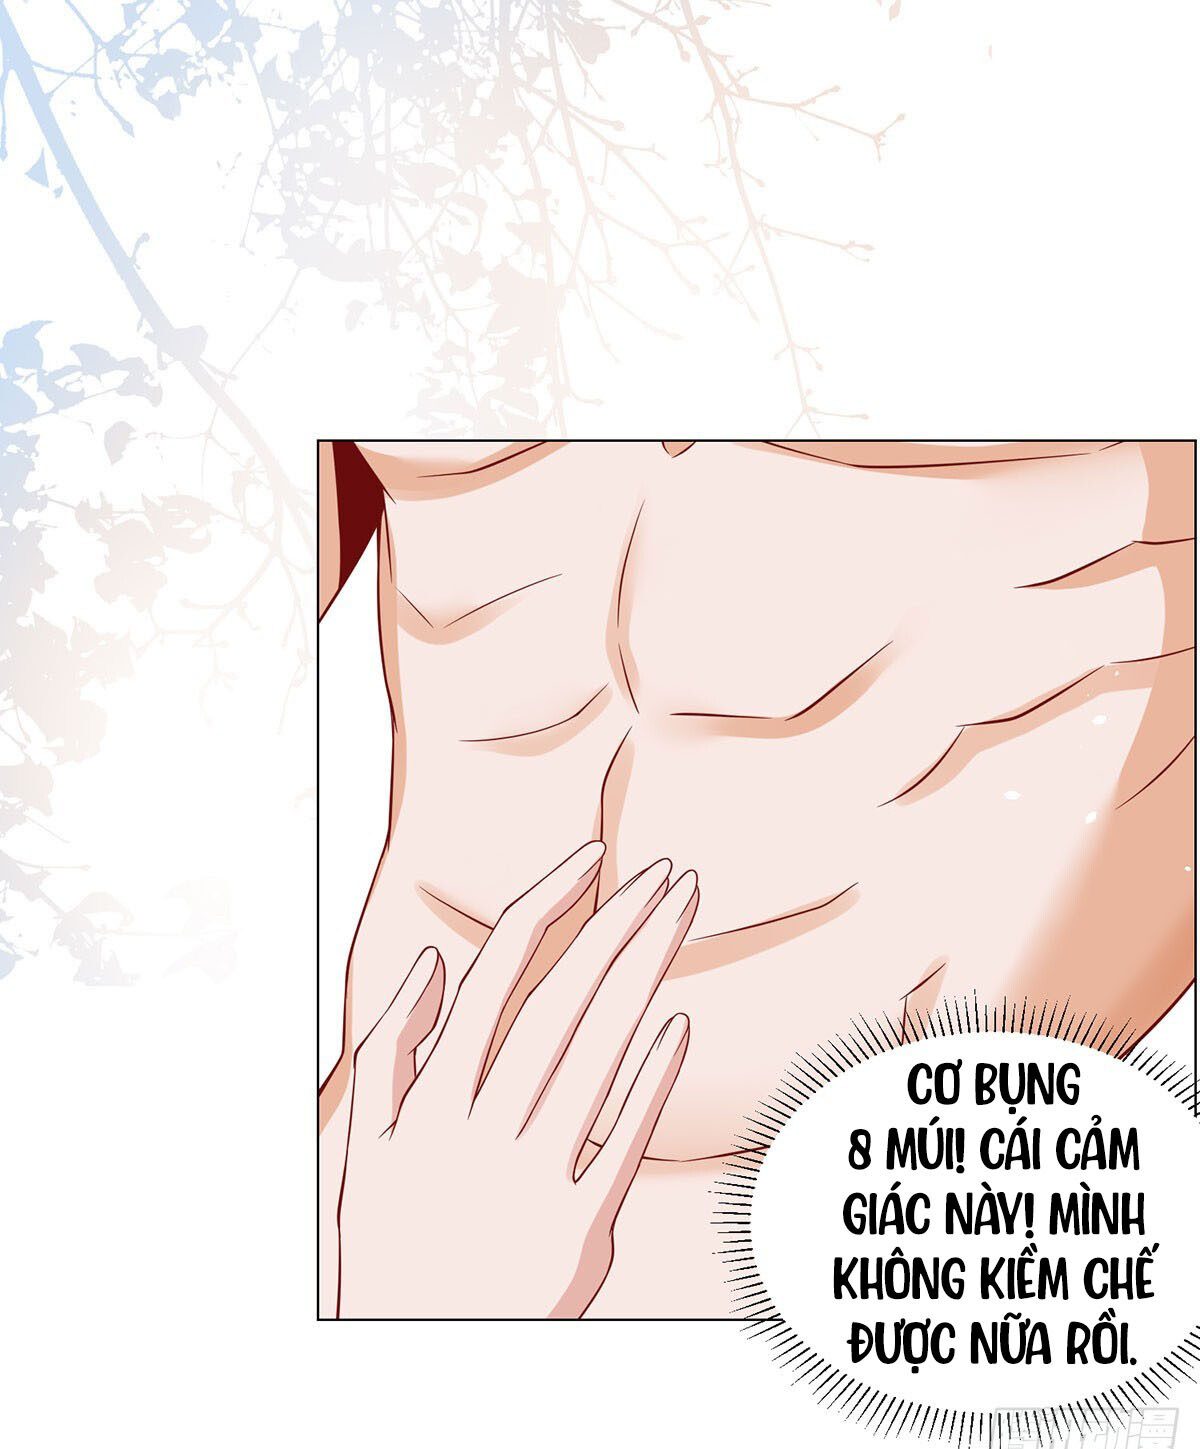 CƠ BỤNG
8 MÚI! CÁI CẢM
GIÁC NÀY! MÌNH
KHÔNG KIỀM CHẾ
ĐƯỢC NỮA RỒI.